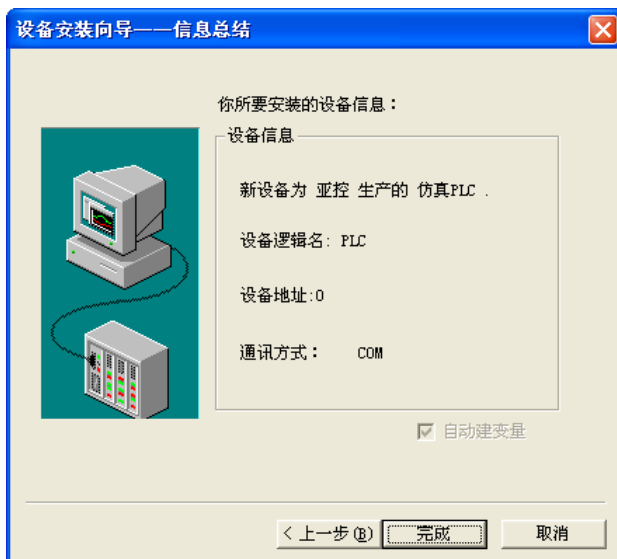 设备安装向导——信息总结
你所要安装的设备信息：
设备信息
新设备为 亚控 生产的 仿真PLC .
设备逻辑名: PLC
设备地址:0
通讯方式： COM
自动建变量
< 上一步(B) 完成 取消